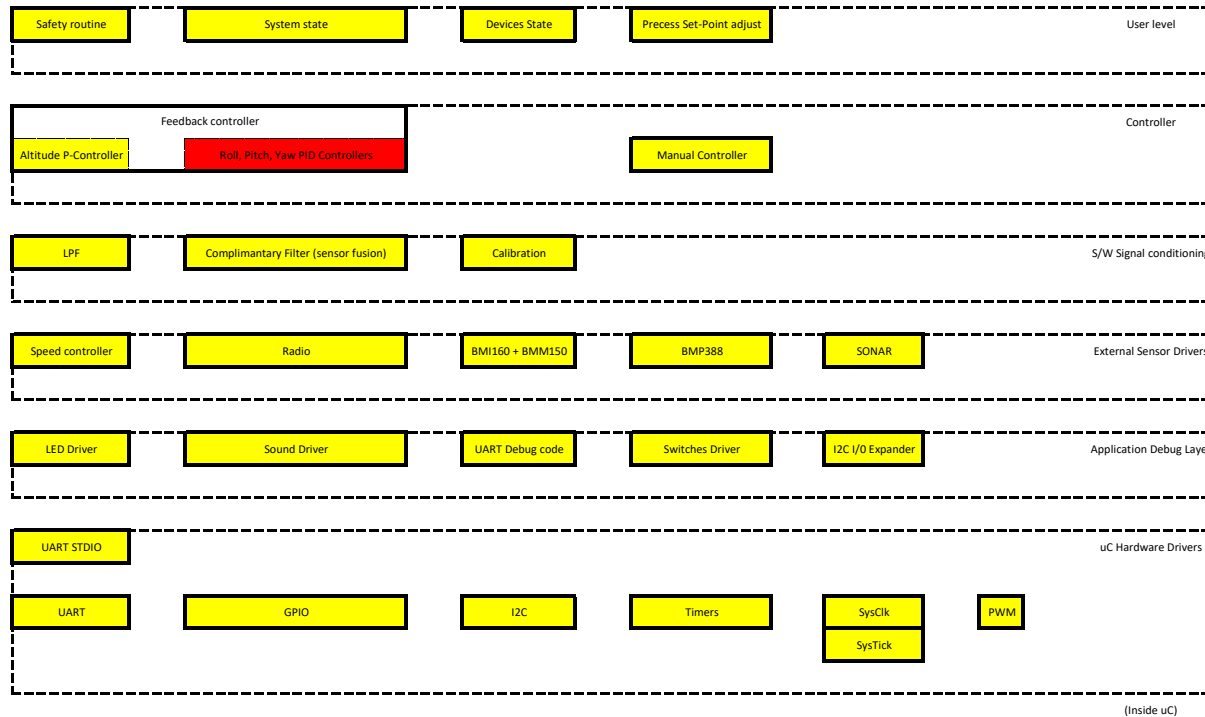 Safety routine
System state
Devices State
Precess Set-Point adjust
User level
Feedback controller
Controller
Altitude P-Controller
Roll, Pitch, Yaw PID Controllers
Manual Controller
LPF
Complimantary Filter (sensor fusion)
Calibration
S/W Signal conditioning
Speed controller
Radio
BMI160 + BMM150
BMP388
SONAR
External Sensor Drivers
LED Driver
Sound Driver
UART Debug code
Switches Driver
I2C I/0 Expander
Application Debug Laye
UART STDIO
uC Hardware Drivers
UART
GPIO
I2C
Timers
SysClk
PWM
SysTick
(Inside uC)